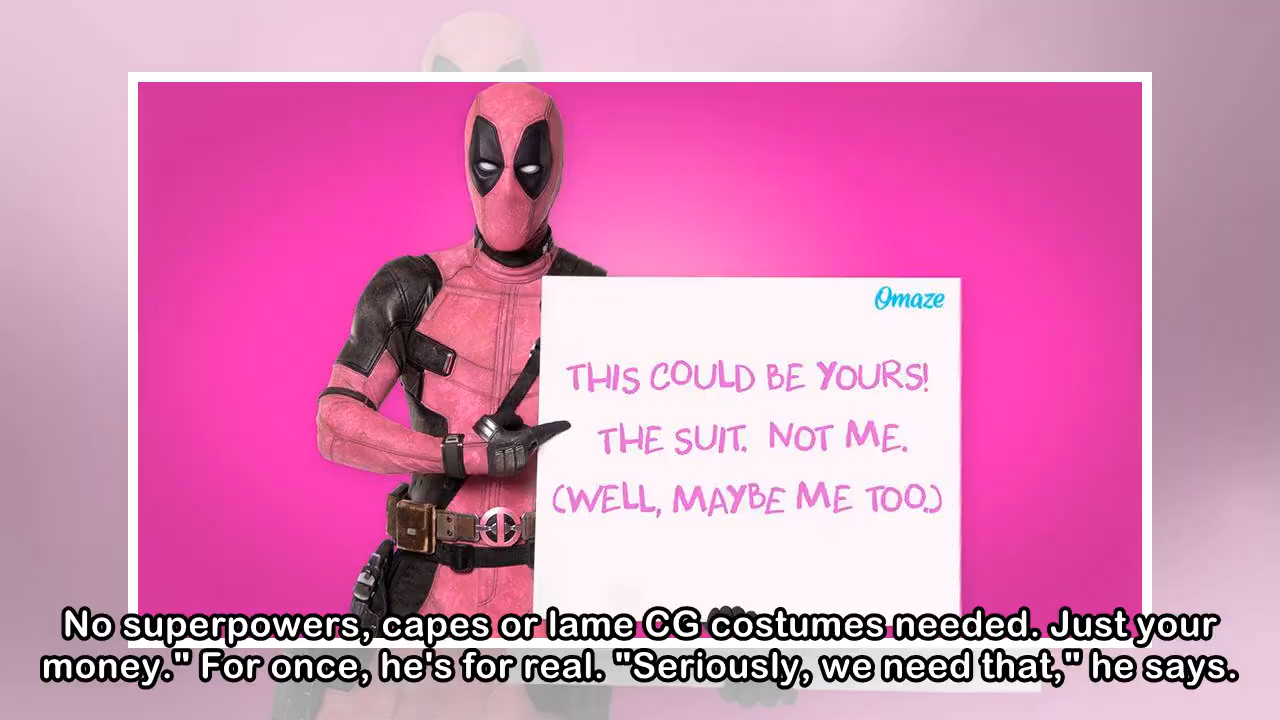 Omaze
THIS COULD BE YOURS!
THE SUIT. NOT ME.
(WELL, MAYBE ME TOO.)
No superpowers, capes or lame CG costumes needed. Just your
money." For once, he's for real. "Seriously, we need that," he says.